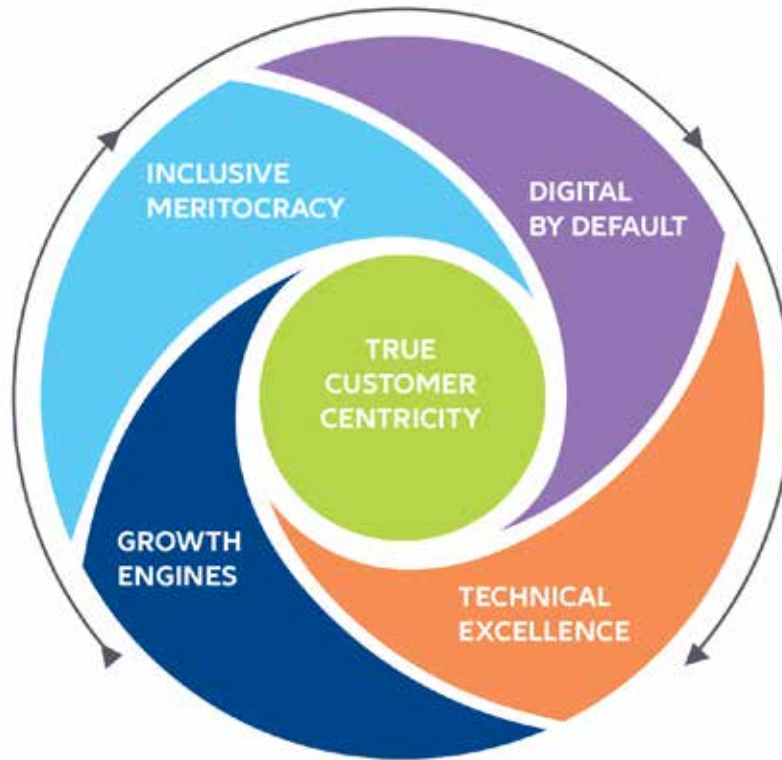 INCLUSIVE
MERITOCRACY
DIGITAL
BY DEFAULT
TRUE
CUSTOMER
CENTRICITY
GROWTH
ENGINES
TECHNICAL
EXCELLENCE